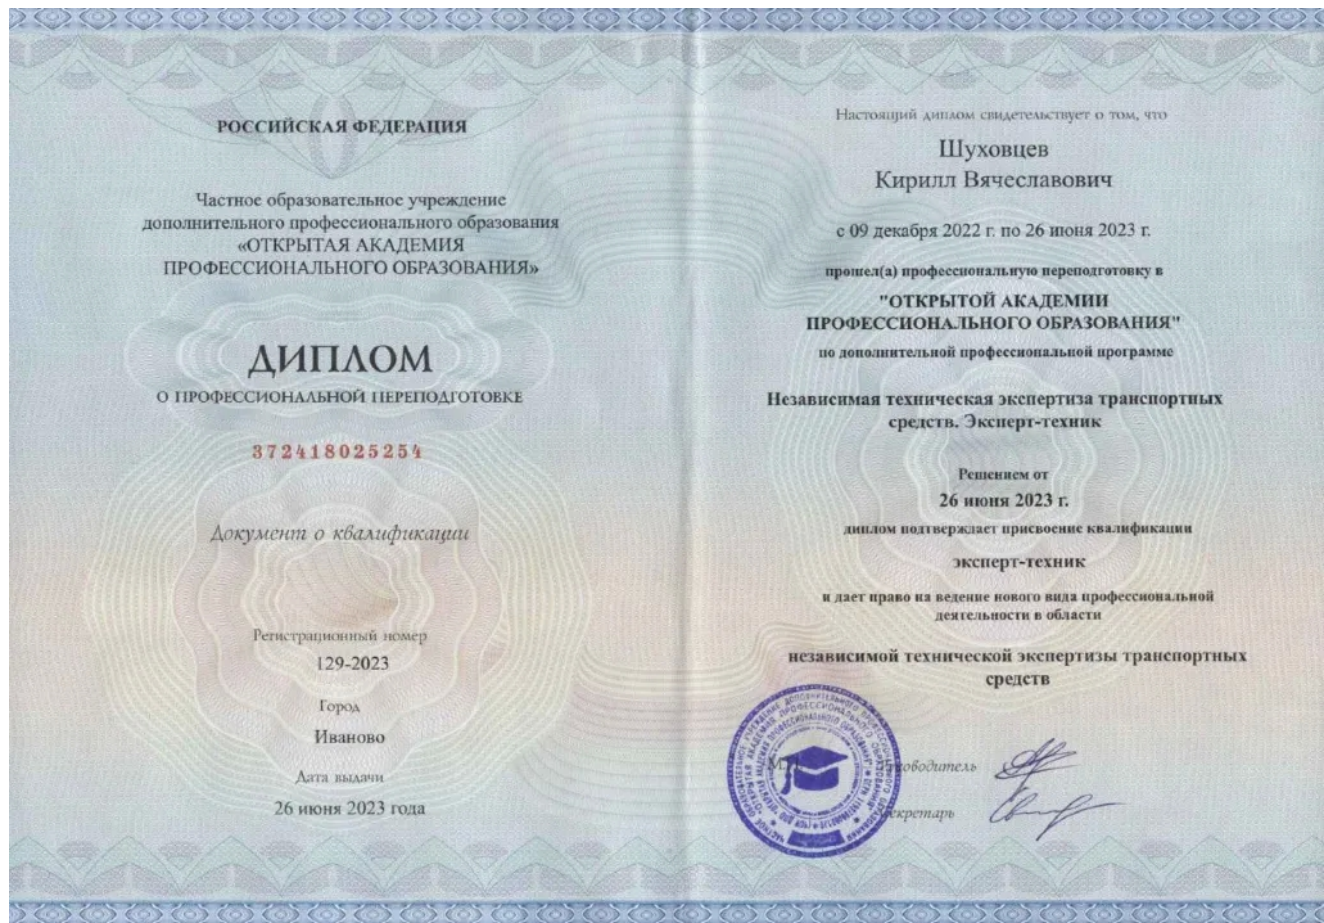 РОССИЙСКАЯ ФЕДЕРАЦИЯ
Частное образовательное учреждение
дополнительного профессионального образования
«ОТКРЫТАЯ АКАДЕМИЯ
ПРОФЕССИОНАЛЬНОГО ОБРАЗОВАНИЯ»
ДИПЛОМ
О ПРОФЕССИОНАЛЬНОЙ ПЕРЕПОДГОТОВКЕ
372418025254
Документ о квалификации
Регистрационный номер
129-2023
Город
Иваново
Дата выдачи
26 июня 2023 года
Настоящий диплом свидетельствует о том, что
Шуховцев
Кирилл Вячеславович
с 09 декабря 2022 г. по 26 июня 2023 г.
прошел(а) профессиональную переподготовку в
"ОТКРЫТОЙ АКАДЕМИИ
ПРОФЕССИОНАЛЬНОГО ОБРАЗОВАНИЯ"
по дополнительной профессиональной программе
Независимая техническая экспертиза транспортных
средств. Эксперт-техник
Решением от
26 июня 2023 г.
диплом подтверждает присвоение квалификации
эксперт-техник
и дает право на ведение нового вида профессиональной
деятельности в области
независимой технической экспертизы транспортных
средств
Руководитель
Секретарь